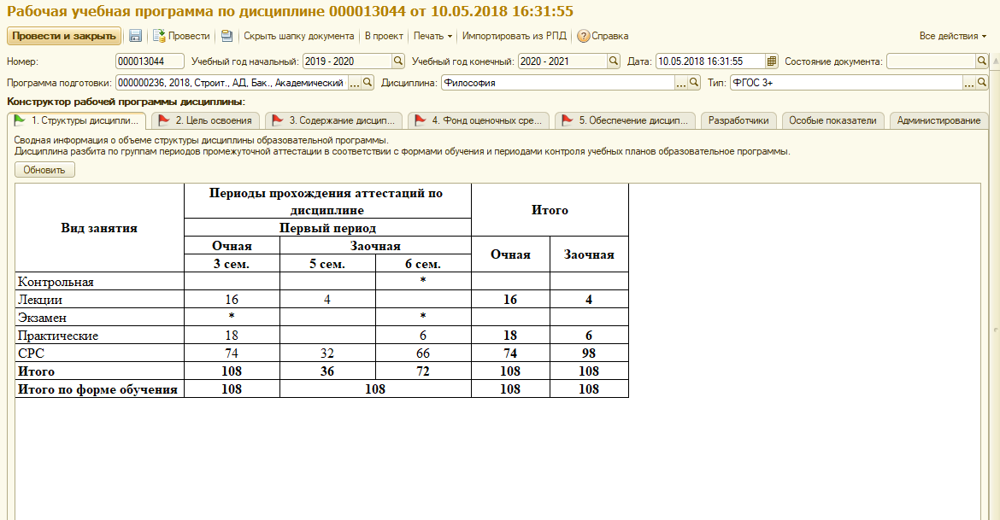 Рабочая учебная программа по дисциплине 000013044 от 10.05.2018 16:31:55
Провести и закрыть Провести Скрыть шапку документа В проект Печать Импортировать из РПД Справка Все действия
Номер: 000013044 Учебный год начальный: 2019 - 2020 Учебный год конечный: 2020 - 2021 Дата: 10.05.2018 16:31:55 Состояние документа:
Программа подготовки: 000000236, 2018, Строит., АД, Бак., Академический ... Дисциплина: Философия ... Тип: ФГОС 3+ ...
Конструктор рабочей программы дисциплины:
1. Структуры дисципли... 2. Цель освоения 3. Содержание дисцип... 4. Фонд оценочных сре... 5. Обеспечение дисцип... Разработчики Особые показатели Администрирование
Сводная информация о объеме структуры дисциплины образовательной программы.
Дисциплина разбита по группам периодов промежуточной аттестации в соответствии с формами обучения и периодами контроля учебных планов образовательное программы.
Обновить
Вид занятия Периоды прохождения аттестаций по
дисциплине Итого
Первый период
Очная Заочная Очная Заочная
3 сем. 5 сем. 6 сем.
Контрольная *
Лекции 16 4 16 4
Экзамен * *
Практические 18 6 18 6
СРС 74 32 66 74 98
Итого 108 36 72 108 108
Итого по форме обучения 108 108 108 108